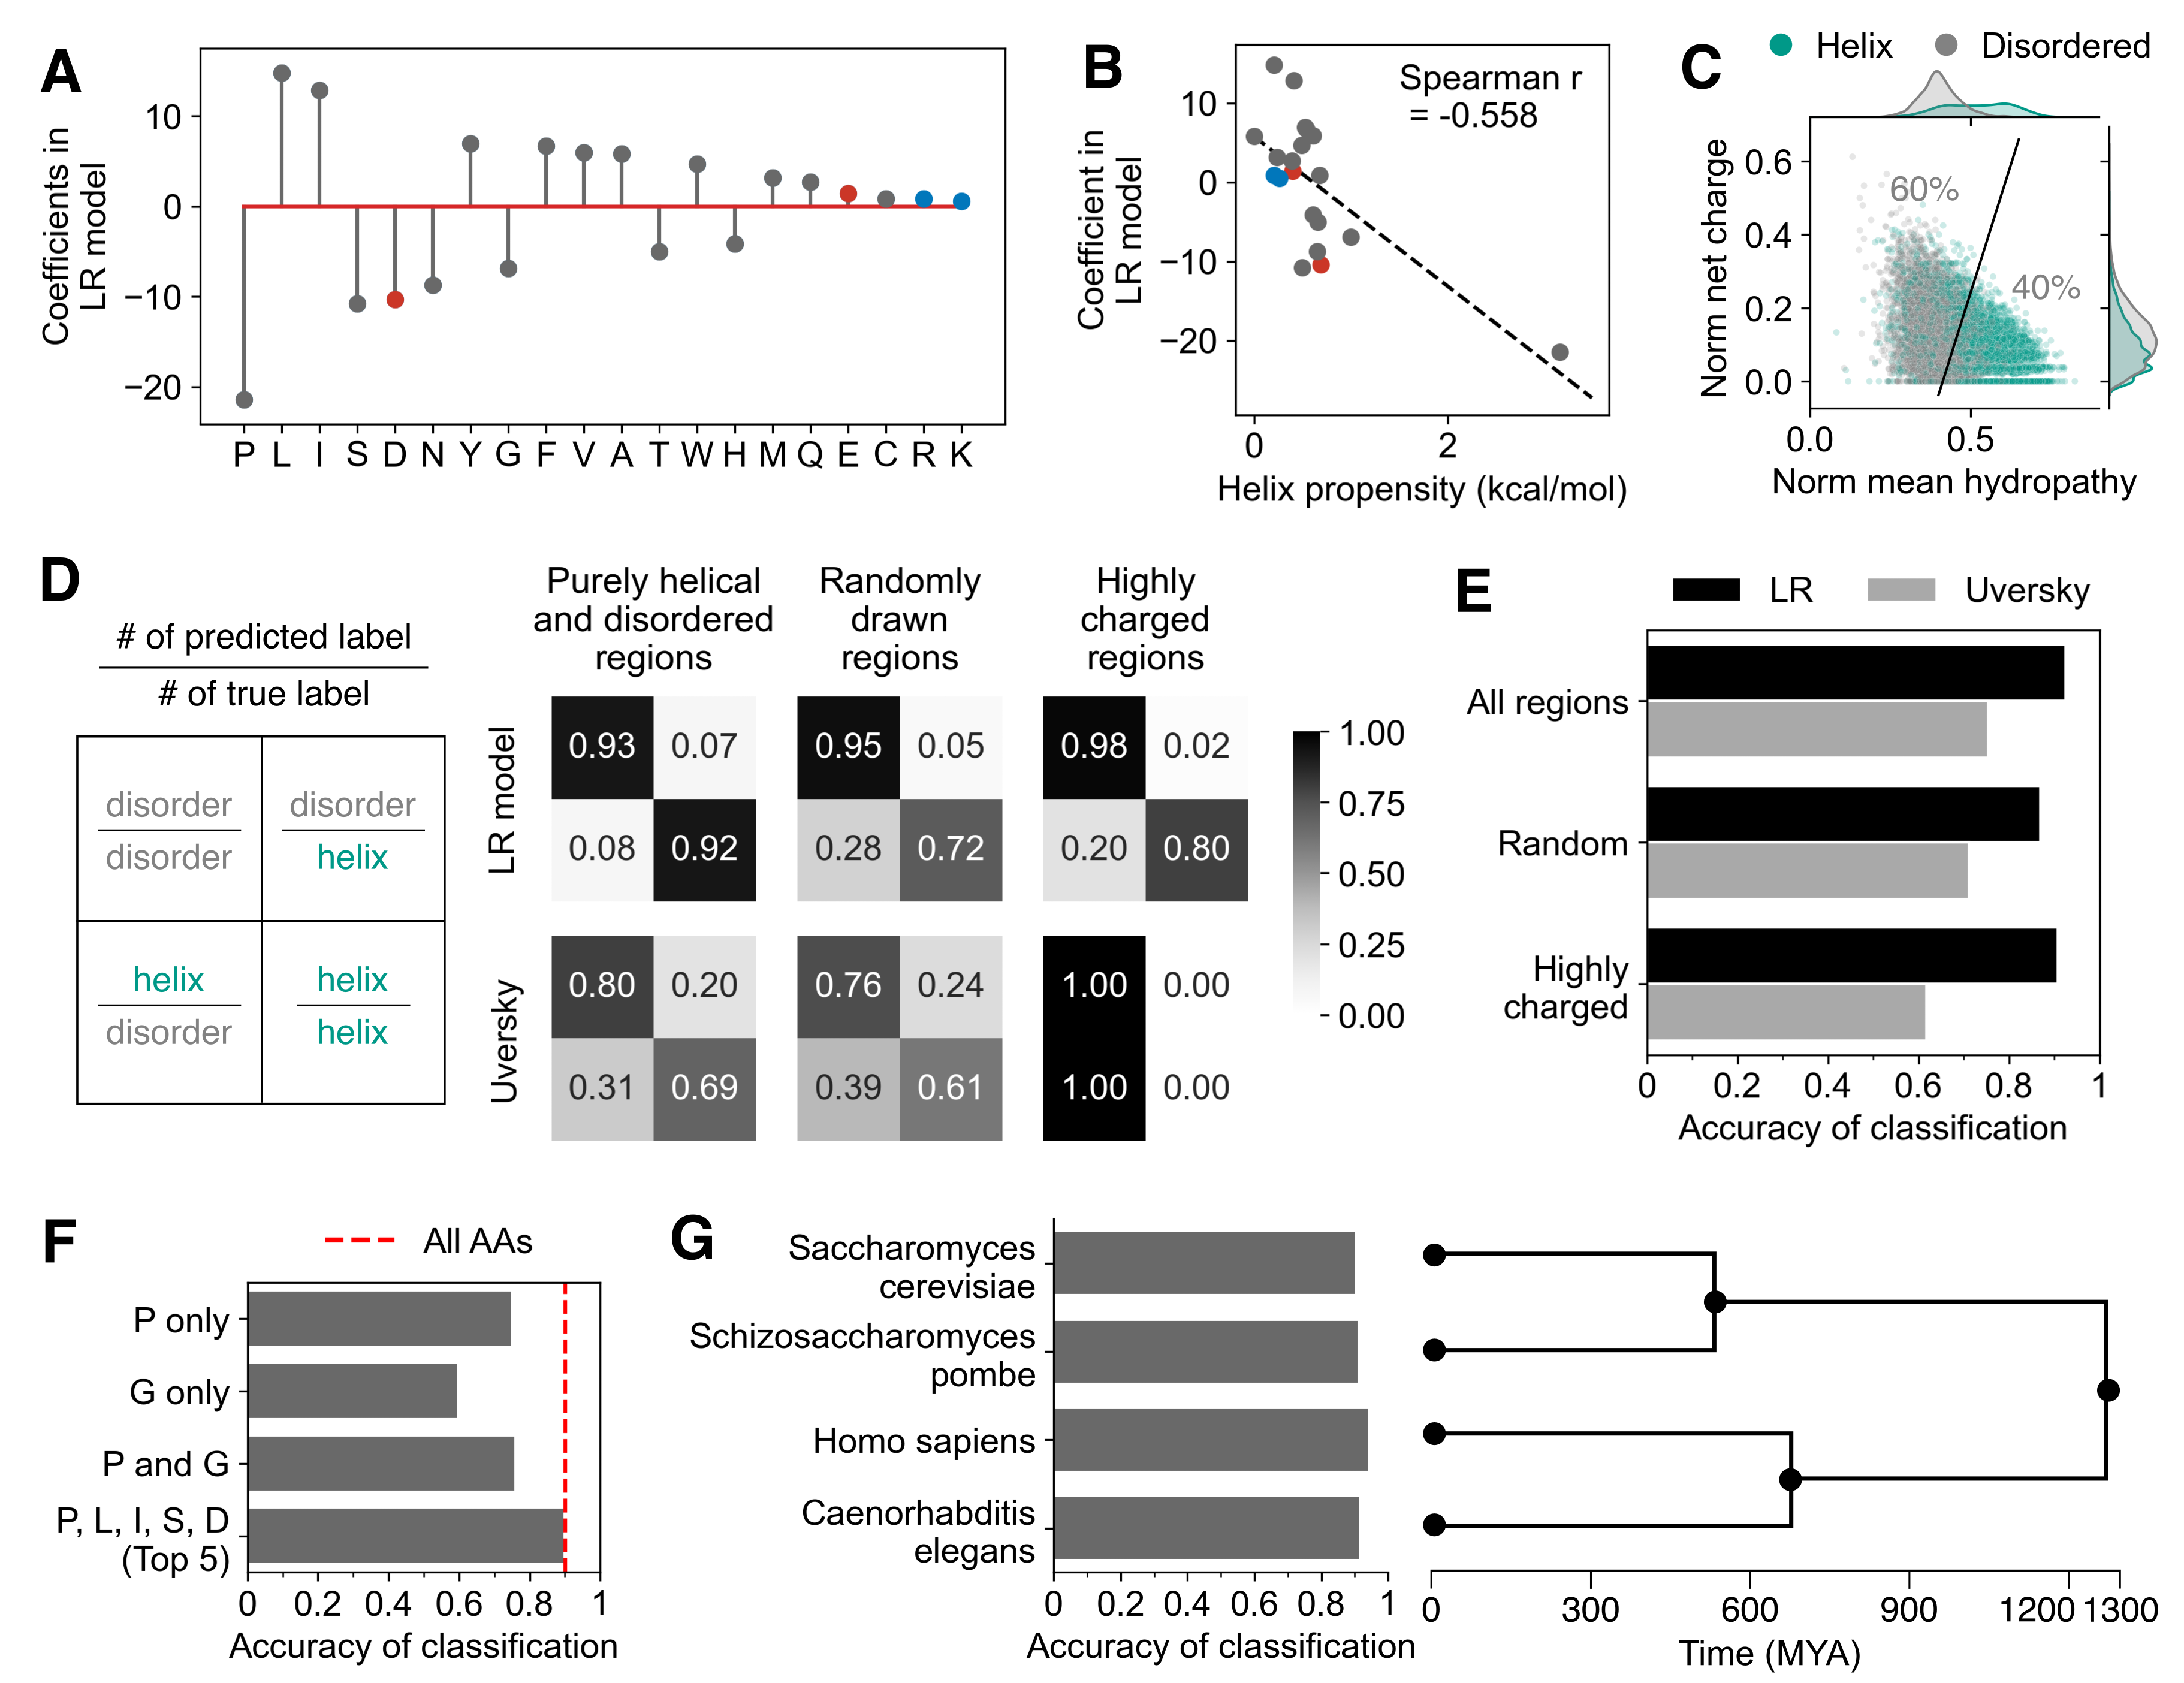 A
Coefficients in
LR model
10
0
−10
−20
P L I S D N Y G F V A T W H M Q E C R K
B
Coefficient in
LR model
10
0
−10
−20
Spearman r
= -0.558
0 2
Helix propensity (kcal/mol)
C
Helix Disordered
Norm net charge
0.6
0.4
0.2
0.0
60%
40%
0.0 0.5
Norm mean hydropathy
D
# of predicted label
# of true label
disorder
disorder
disorder
helix
helix
disorder
helix
helix
Purely helical
and disordered
regions
Randomly
drawn
regions
Highly
charged
regions
LR model
0.93 0.07
0.08 0.92
0.95 0.05
0.28 0.72
0.98 0.02
0.20 0.80
Uversky
0.80 0.20
0.31 0.69
0.76 0.24
0.39 0.61
1.00 0.00
1.00 0.00
1.00
0.75
0.50
0.25
0.00
E
LR Uversky
All regions
Random
Highly
charged
0 0.2 0.4 0.6 0.8 1
Accuracy of classification
F
All AAs
P only
G only
P and G
P, L, I, S, D
(Top 5)
0 0.2 0.4 0.6 0.8 1
Accuracy of classification
G
Saccharomyces
cerevisiae
Schizosaccharomyces
pombe
Homo sapiens
Caenorhabditis
elegans
0 0.2 0.4 0.6 0.8 1
Accuracy of classification
0 300 600 900 1200 1300
Time (MYA)